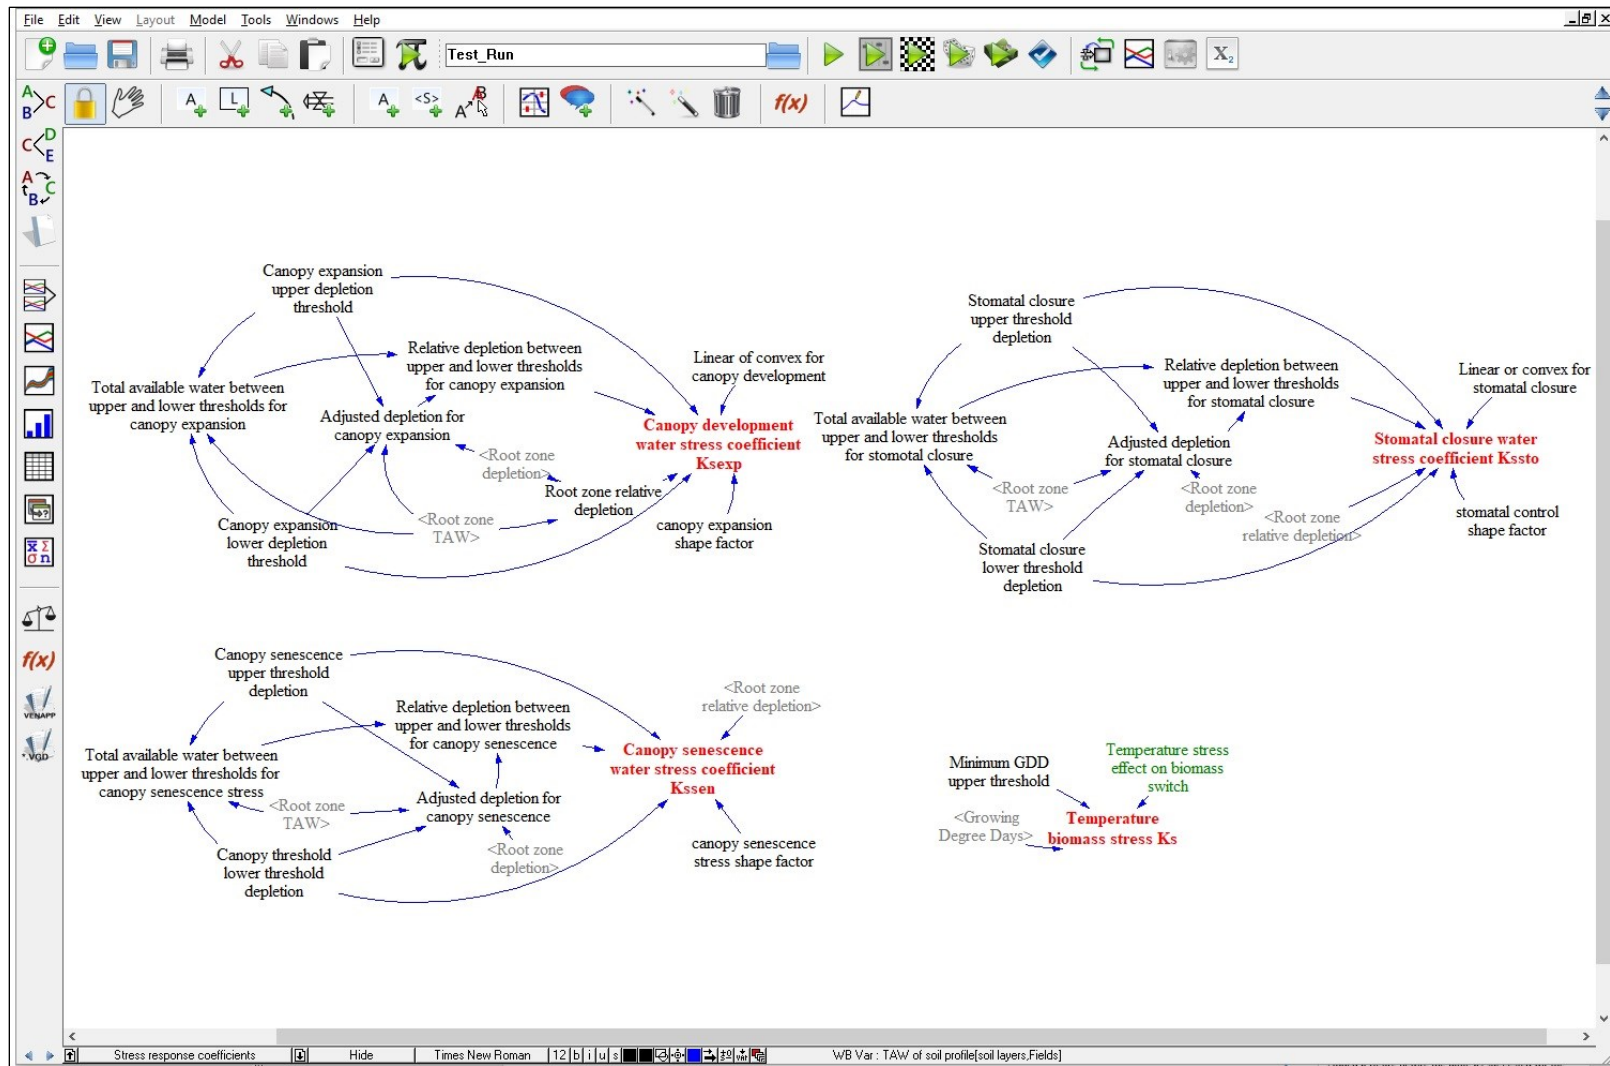 File Edit View Layout Model Tools Windows Help
Test_Run
Canopy expansion
upper depletion
threshold
Total available water between
upper and lower thresholds for
canopy expansion
Relative depletion between
upper and lower thresholds
for canopy expansion
Adjusted depletion for
canopy expansion
Linear of convex for
canopy development
Canopy development
water stress coefficient
Ksexp
<Root zone
depletion>
Root zone relative
depletion
<Root zone
TAW>
Canopy expansion
lower depletion
threshold
canopy expansion
shape factor
Stomatal closure
upper threshold
depletion
Relative depletion between
upper and lower thresholds
for stomatal closure
Linear or convex for
stomatal closure
Total available water between
upper and lower thresholds
for stomotal closure
Adjusted depletion
for stomatal closure
Stomatal closure water
stress coefficient Kssto
<Root zone
TAW>
<Root zone
depletion>
<Root zone
relative depletion>
stomatal control
shape factor
Stomatal closure
lower threshold
depletion
Canopy senescence
upper threshold
depletion
Relative depletion between
upper and lower thresholds
for canopy senescence
<Root zone
relative depletion>
Total available water between
upper and lower thresholds for
canopy senescence stress
Canopy senescence
water stress coefficient
Kssen
<Root zone
TAW>
Adjusted depletion for
canopy senescence
<Root zone
depletion>
Canopy threshold
lower threshold
depletion
canopy senescence
stress shape factor
Minimum GDD
upper threshold
Temperature stress
effect on biomass
switch
<Growing
Degree Days>
Temperature
biomass stress Ks
VENAPP
*.VGD
Stress response coefficients Hide Times New Roman 12 b i u s WB Var : TAW of soil profile[soil layers,Fields]